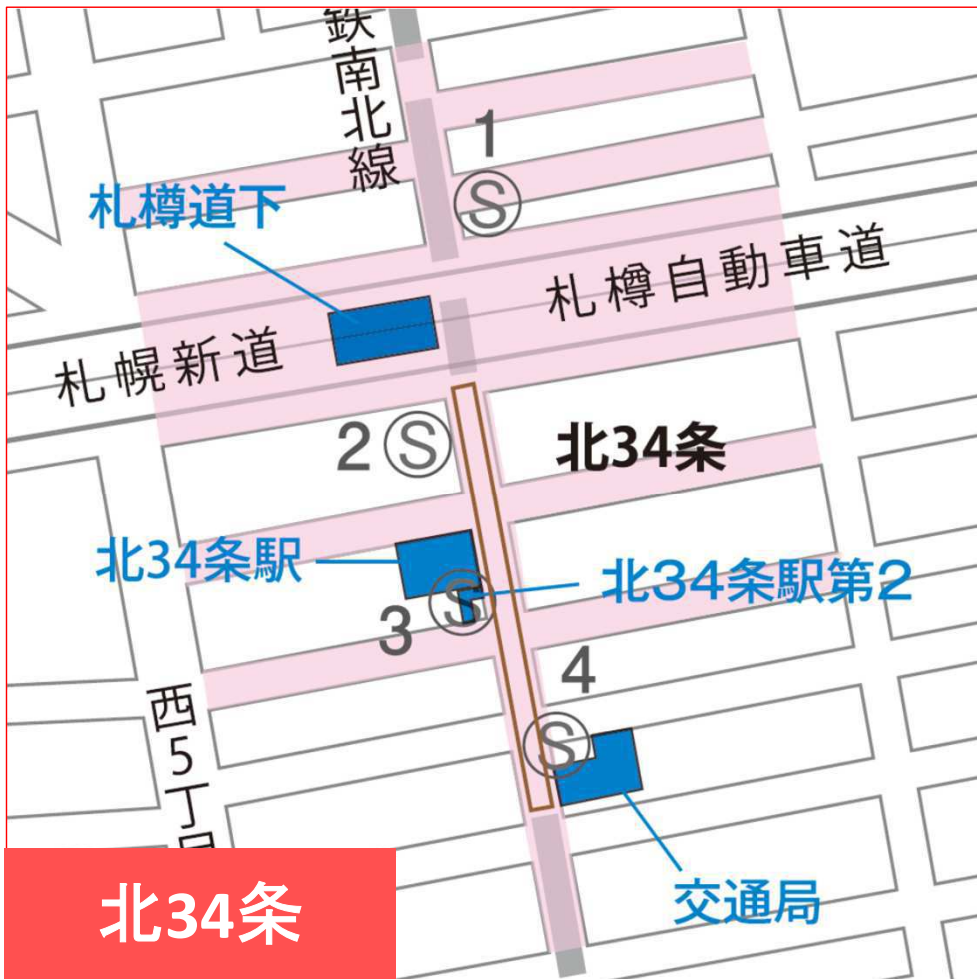 鉄南北線
1
Ⓢ
札樽道下
札樽自動車道
札幌新道
2 Ⓢ
北34条
北34条駅
北34条駅第2
3 Ⓢ
4
Ⓢ
西5丁目
交通局
北34条